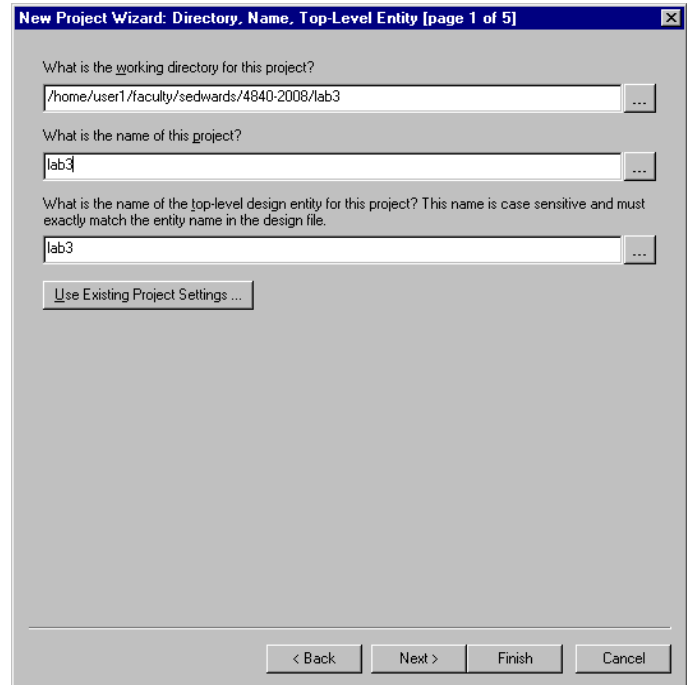 New Project Wizard: Directory, Name, Top-Level Entity [page 1 of 5]
What is the working directory for this project?
/home/user1/faculty/sedwards/4840-2008/lab3
...
What is the name of this project?
lab3
...
What is the name of the top-level design entity for this project? This name is case sensitive and must
exactly match the entity name in the design file.
lab3
...
Use Existing Project Settings ...
< Back
Next >
Finish
Cancel